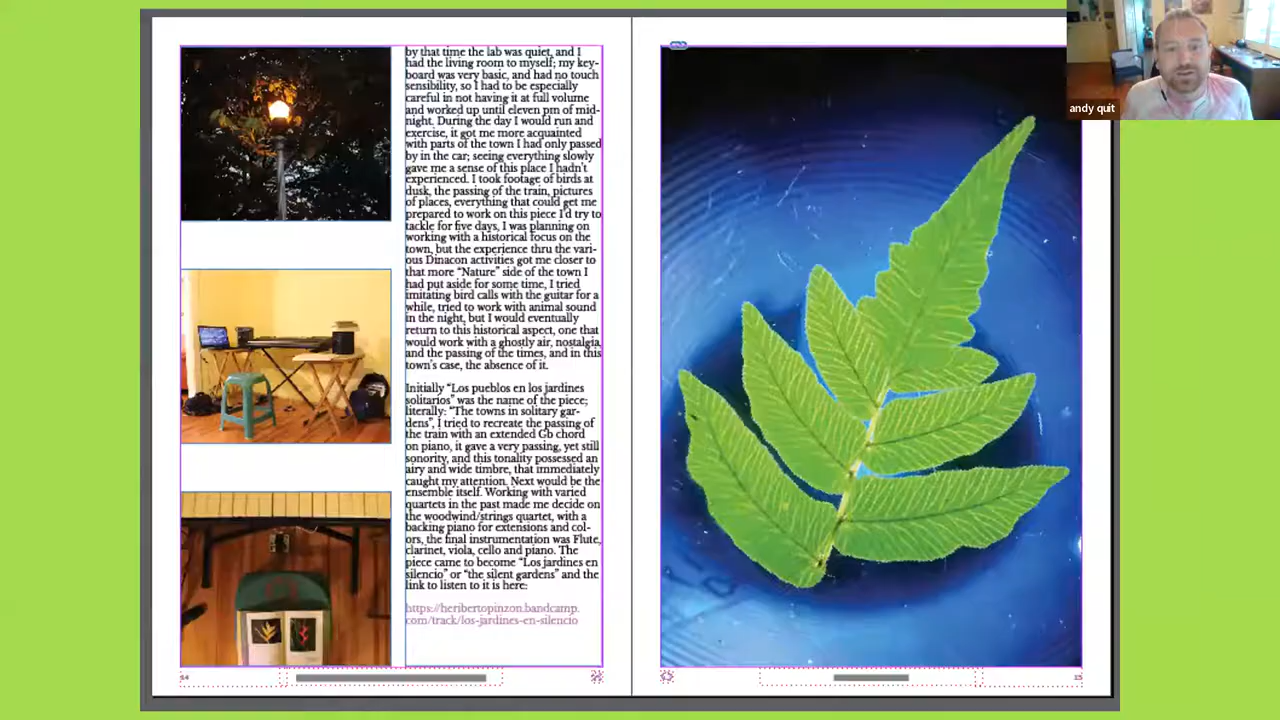 by that time the lab was quiet, and I
had the living room to myself; my key-
board was very basic, and had no touch
sensibility, so I had to be especially
careful in not having it at full volume
and worked up until eleven pm of mid-
night. During the day I would run and
exercise, it got me more acquainted
with parts of the town I had only passed
by in the car; seeing everything slowly
gave me a sense of this place I hadn't
experienced. I took footage of birds at
dusk, the passing of the train, pictures
of places, everything that could get me
prepared to work on this piece I'd try to
tackle for five days, I was planning on
working with a historical focus on the
town, but the experience thru the vari-
ous Dinacon activities got me closer to
that more “Nature” side of the town I
had put aside for some time, I tried
imitating bird calls with the guitar for a
while, tried to work with animal sound
in the night, but I would eventually
return to this historical aspect, one that
would work with a ghostly air, nostalgia,
and the passing of the times, and in this
town's case, the absence of it.
Initially “Los pueblos en los jardines
solitarios” was the name of the piece;
literally: “The towns in solitary gar-
dens”, I tried to recreate the passing of
the train with an extended Gb chord
on piano, it gave a very passing, yet still
sonority, and this tonality possessed an
airy and wide timbre, that immediately
caught my attention. Next would be the
ensemble itself. Working with varied
quartets in the past made me decide on
the woodwind/strings quartet, with a
backing piano for extensions and col-
ors, the final instrumentation was Flute,
clarinet, viola, cello and piano. The
piece came to become “Los jardines en
silencio” or “the silent gardens” and the
link to listen to it is here:
https://heribertopinzon.bandcamp.
com/track/los-jardines-en-silencio
andy quit